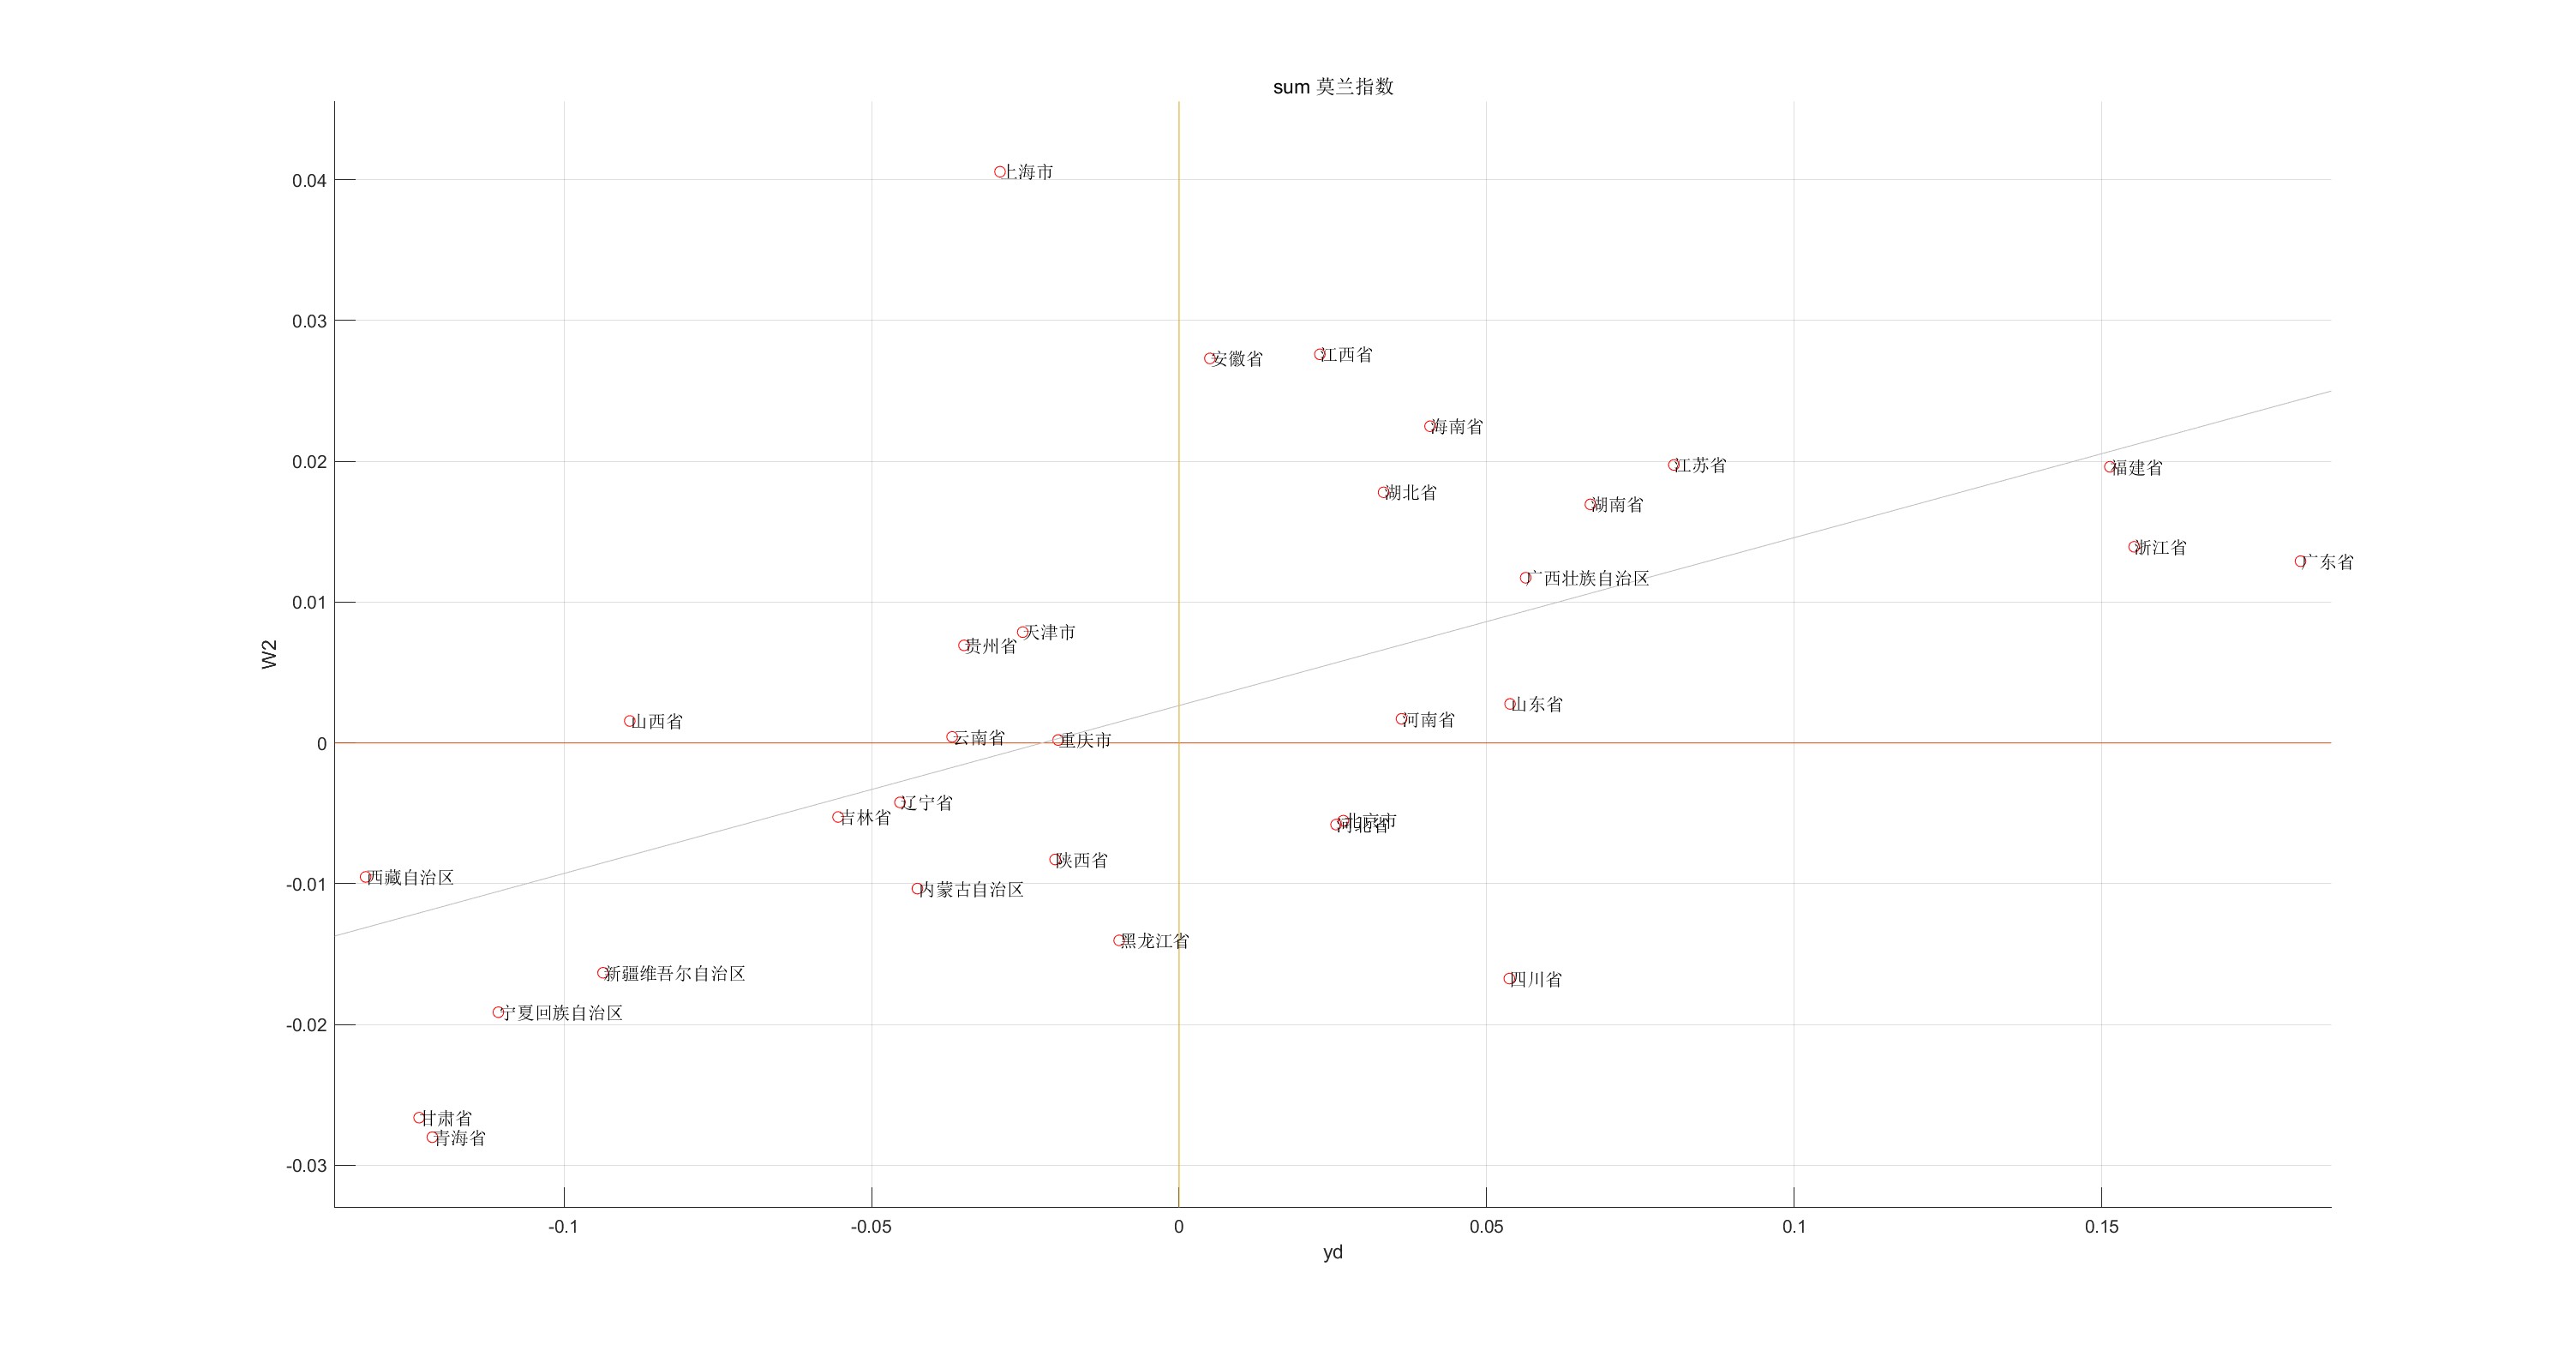 sum 莫兰指数
0.04
上海市
0.03
安徽省
江西省
海南省
0.02
江苏省
福建省
湖北省
湖南省
浙江省
广东省
广西壮族自治区
0.01
天津市
贵州省
W2
山东省
河南省
山西省
云南省
重庆市
0
辽宁省
吉林省
北京市
河北省
陕西省
西藏自治区
-0.01
内蒙古自治区
黑龙江省
新疆维吾尔自治区
四川省
宁夏回族自治区
-0.02
甘肃省
青海省
-0.03
-0.1
-0.05
0
0.05
0.1
0.15
yd